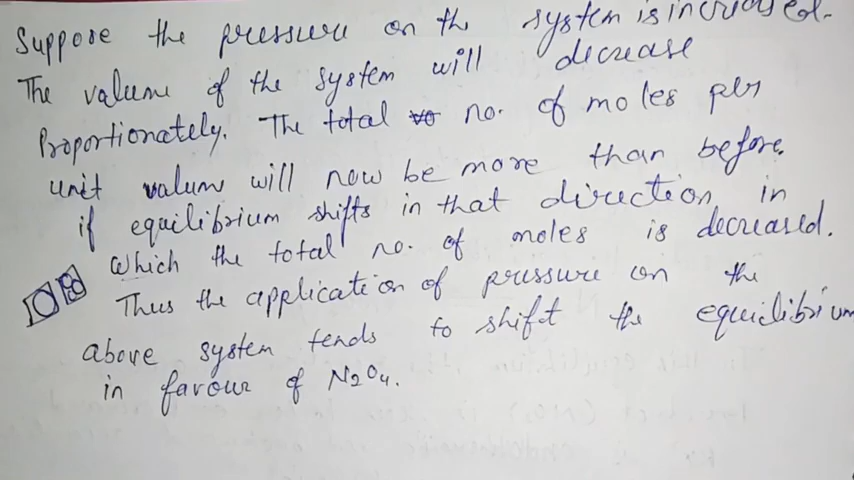 Suppose the pressure on the system is increased.
The valume of the system will decrease
Proportionately. The total no. of moles per
unit valume will now be more than before.
if equilibrium shifts in that direction in
which the total no. of moles is decreased.
Thus the application of pressure on the
above system tends to shift the equilibrium
in favour of N₂O₄.